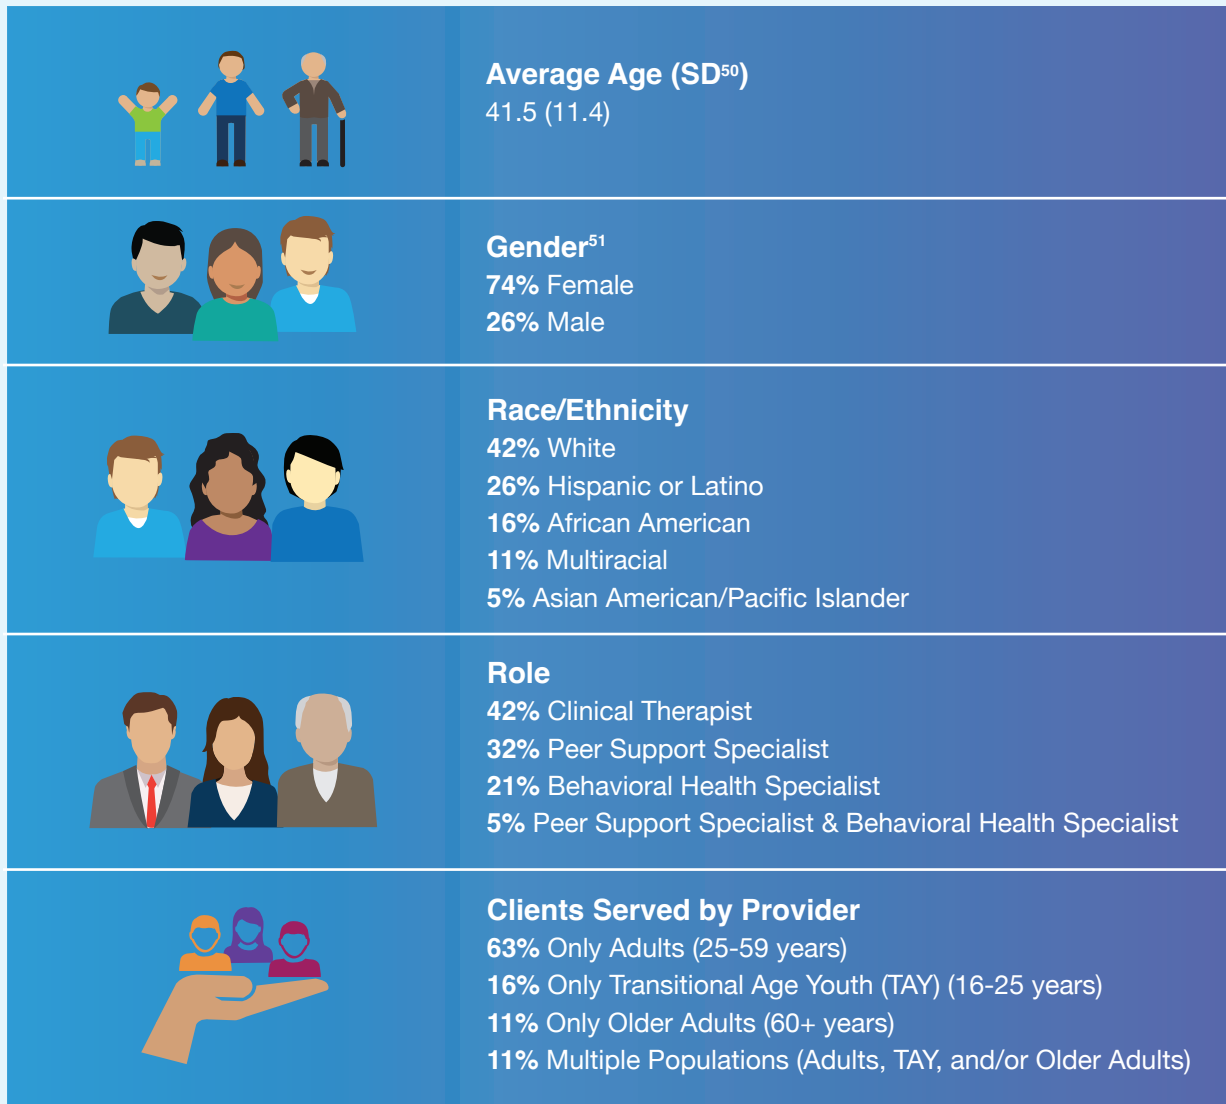 Average Age (SD50)
41.5 (11.4)
Gender51
74% Female
26% Male
Race/Ethnicity
42% White
26% Hispanic or Latino
16% African American
11% Multiracial
5% Asian American/Pacific Islander
Role
42% Clinical Therapist
32% Peer Support Specialist
21% Behavioral Health Specialist
5% Peer Support Specialist & Behavioral Health Specialist
Clients Served by Provider
63% Only Adults (25-59 years)
16% Only Transitional Age Youth (TAY) (16-25 years)
11% Only Older Adults (60+ years)
11% Multiple Populations (Adults, TAY, and/or Older Adults)